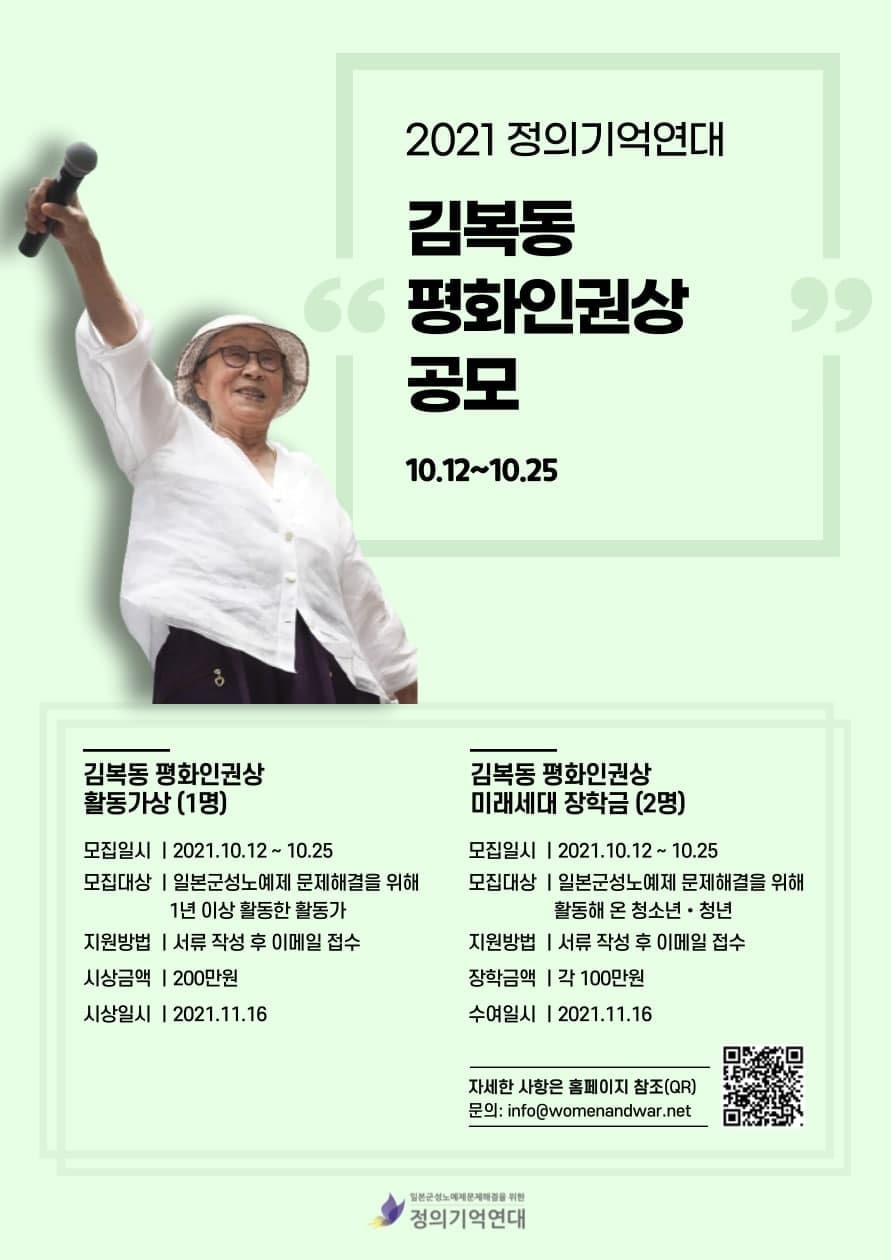 2021 정의기억연대
“ 김복동
평화인권상
공모 ”
10.12~10.25
김복동 평화인권상
활동가상 (1명)
모집일시 | 2021.10.12 ~ 10.25
모집대상 | 일본군성노예제 문제해결을 위해
1년 이상 활동한 활동가
지원방법 | 서류 작성 후 이메일 접수
시상금액 | 200만원
시상일시 | 2021.11.16
김복동 평화인권상
미래세대 장학금 (2명)
모집일시 | 2021.10.12 ~ 10.25
모집대상 | 일본군성노예제 문제해결을 위해
활동해 온 청소년 • 청년
지원방법 | 서류 작성 후 이메일 접수
장학금액 | 각 100만원
수여일시 | 2021.11.16
자세한 사항은 홈페이지 참조(QR)
문의: info@womenandwar.net
일본군성노예제문제해결을 위한
정의기억연대